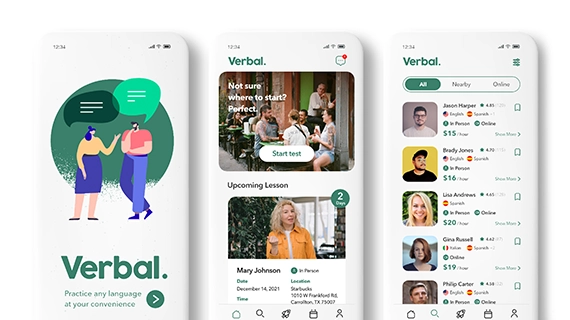 12:34
Verbal.
Practice any language
at your convenience
12:34
Verbal.
Not sure
where to start?
Perfect.
Start test
Upcoming Lesson
2
Days
Mary Johnson
In Person
Date
Location
December 14, 2021
Starbucks
Time
1010 W Frankford Rd,
Carrollton, TX 75007
12:34
Verbal.
All
Nearby
Online
Jason Harper
4.85
English
Spanish
In Person
Online
$15 /hour
Show More
Brady Jones
4.70
English
Spanish
In Person
$16 /hour
Show More
Lisa Andrews
4.65
Spanish
In Person
Online
$20 /hour
Show More
Gina Russell
4.62
Italian
Spanish
Online
$19 /hour
Show More
Philip Carter
4.58
English
Spanish
In Person